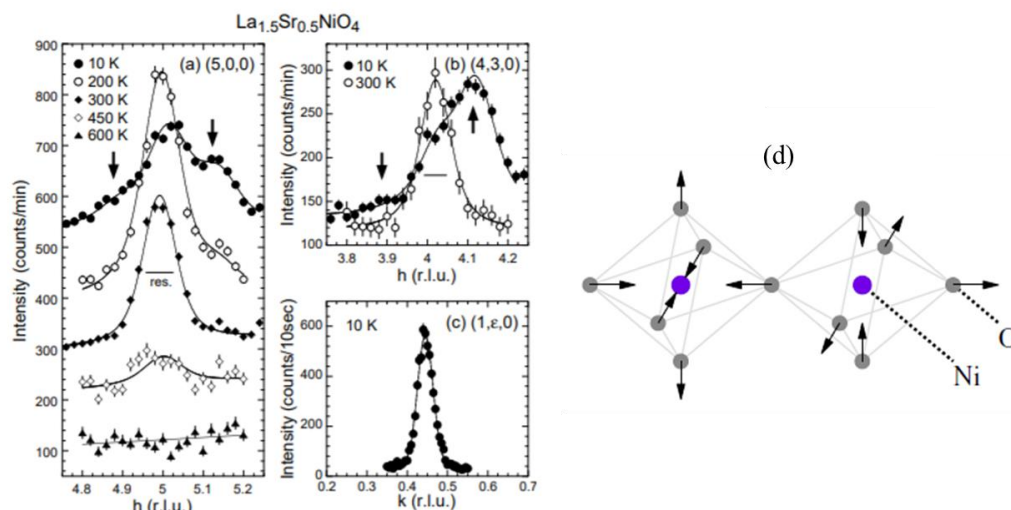 La1.5Sr0.5NiO4
(a) (5,0,0)
10 K
200 K
300 K
450 K
600 K
res.
Intensity (counts/min)
900
800
700
600
500
400
300
200
100
4.8 4.9 5 5.1 5.2
h (r.l.u.)
(b) (4,3,0)
10 K
300 K
Intensity (counts/min)
350
300
250
200
150
100
3.8 3.9 4 4.1 4.2
h (r.l.u.)
10 K
(c) (1,ε,0)
Intensity (counts/10sec)
600
400
200
0
0.2 0.3 0.4 0.5 0.6 0.7
k (r.l.u.)
(d)
O
Ni